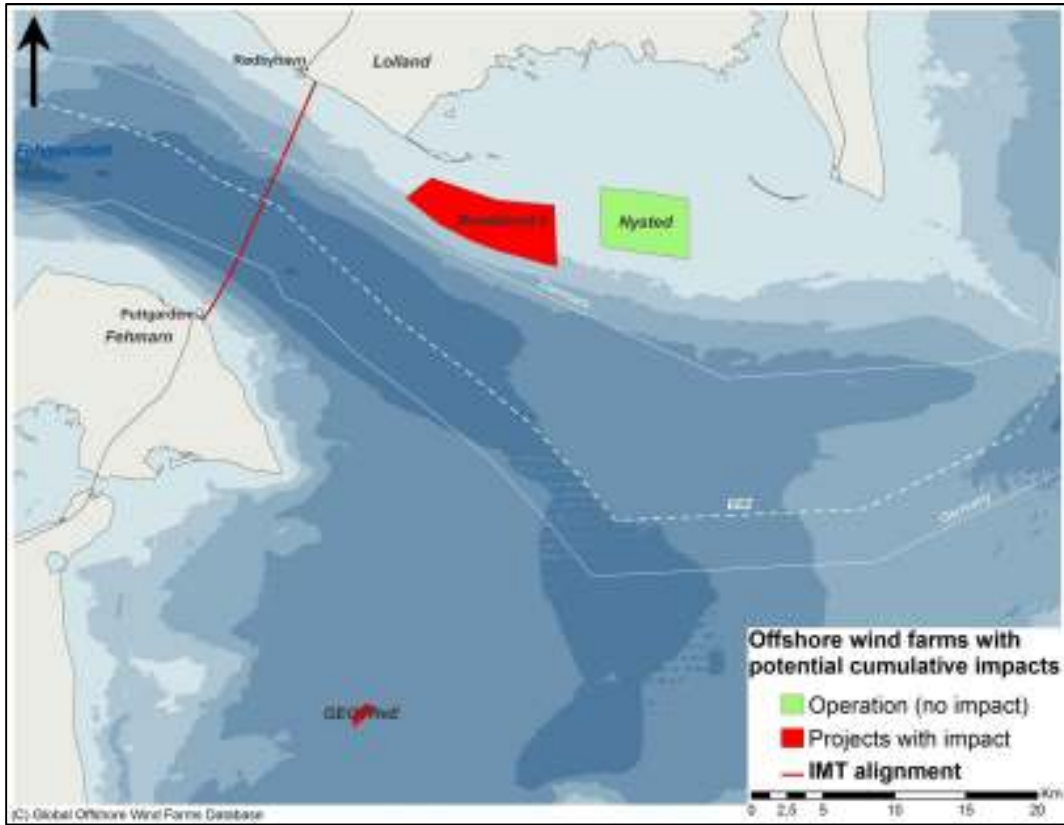 Rødbyhavn
Lolland
Nysted
Puttgarden
Fehmarn
EEZ
Germany
Offshore wind farms with
potential cumulative impacts
Operation (no impact)
Projects with impact
IMT alignment
Km
0 2,5 5 10 15 20
(C) Global Offshore Wind Farms Database